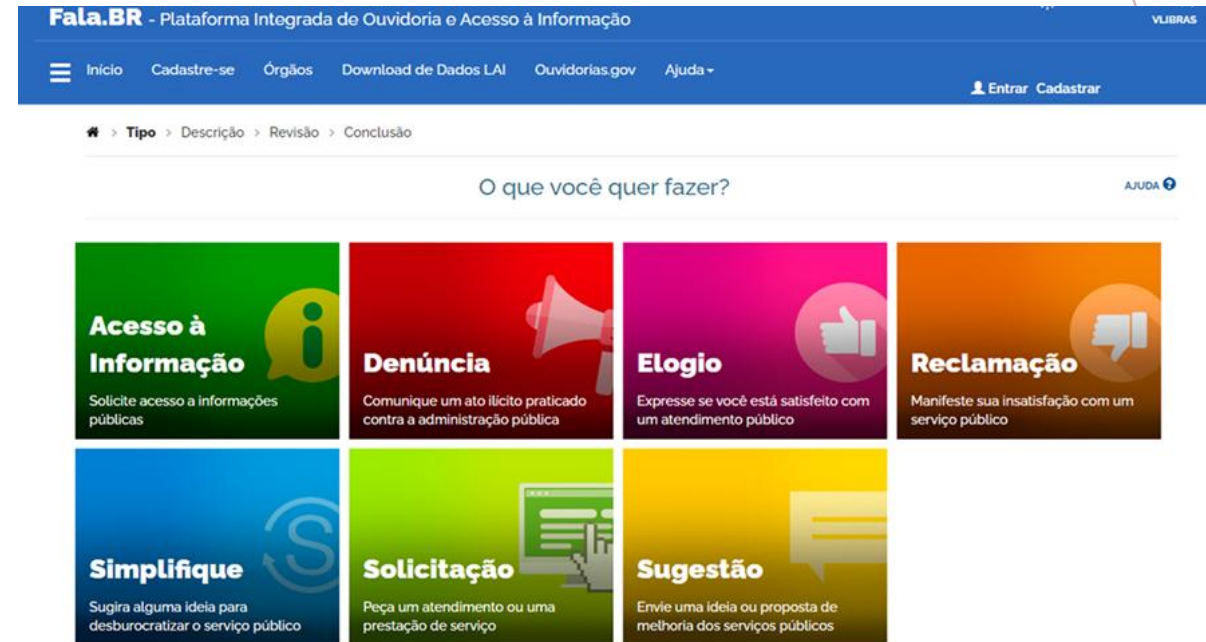 Fala.BR - Plataforma Integrada de Ouvidoria e Acesso à Informação
VLIBRAS
Início Cadastre-se Órgãos Download de Dados LAI Ouvidorias.gov Ajuda
Entrar Cadastrar
> Tipo > Descrição > Revisão > Conclusão
O que você quer fazer?
AJUDA
Acesso à
Informação
Solicite acesso a informações
públicas
Denúncia
Comunique um ato ilícito praticado
contra a administração pública
Elogio
Expresse se você está satisfeito com
um atendimento público
Reclamação
Manifeste sua insatisfação com um
serviço público
Simplifique
Sugira alguma ideia para
desburocratizar o serviço público
Solicitação
Peça um atendimento ou uma
prestação de serviço
Sugestão
Envie uma ideia ou proposta de
melhoria dos serviços públicos